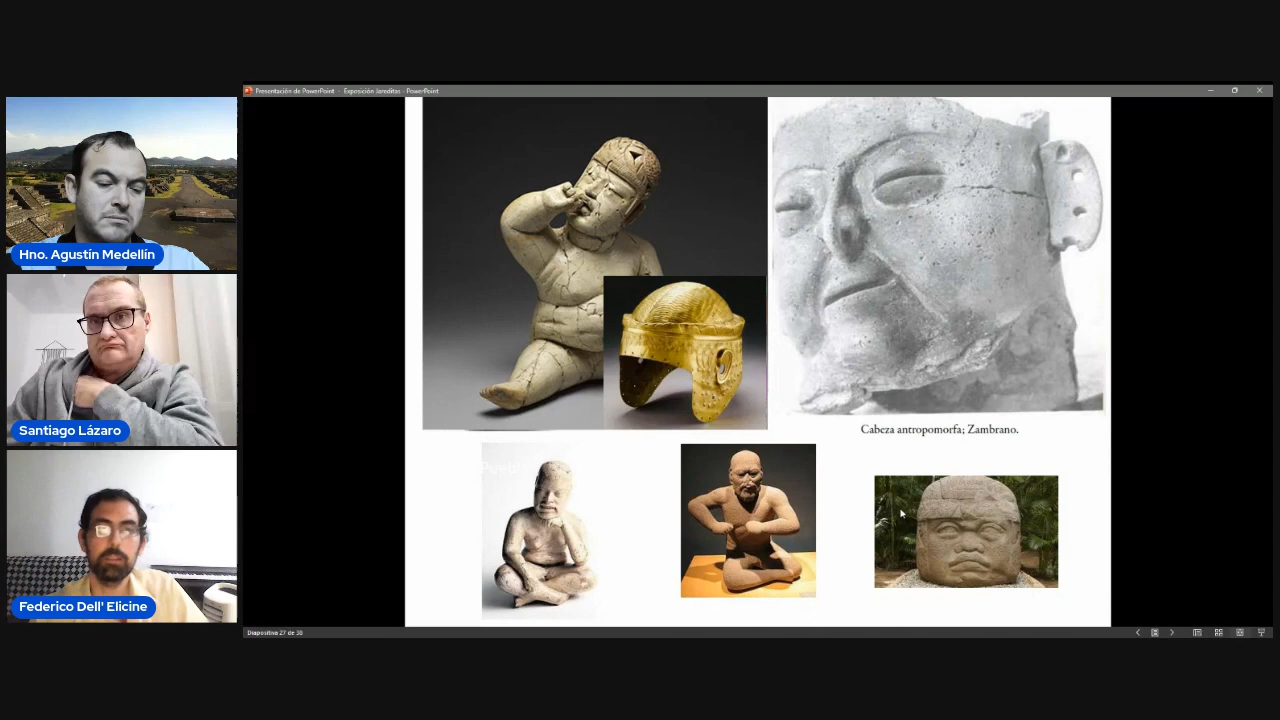 Presentación de PowerPoint - Exposición Jareditas - PowerPoint
Hno. Agustín Medellín
Santiago Lázaro
Federico Dell' Elicine
Cabeza antropomorfa; Zambrano.
Diapositiva 27 de 38